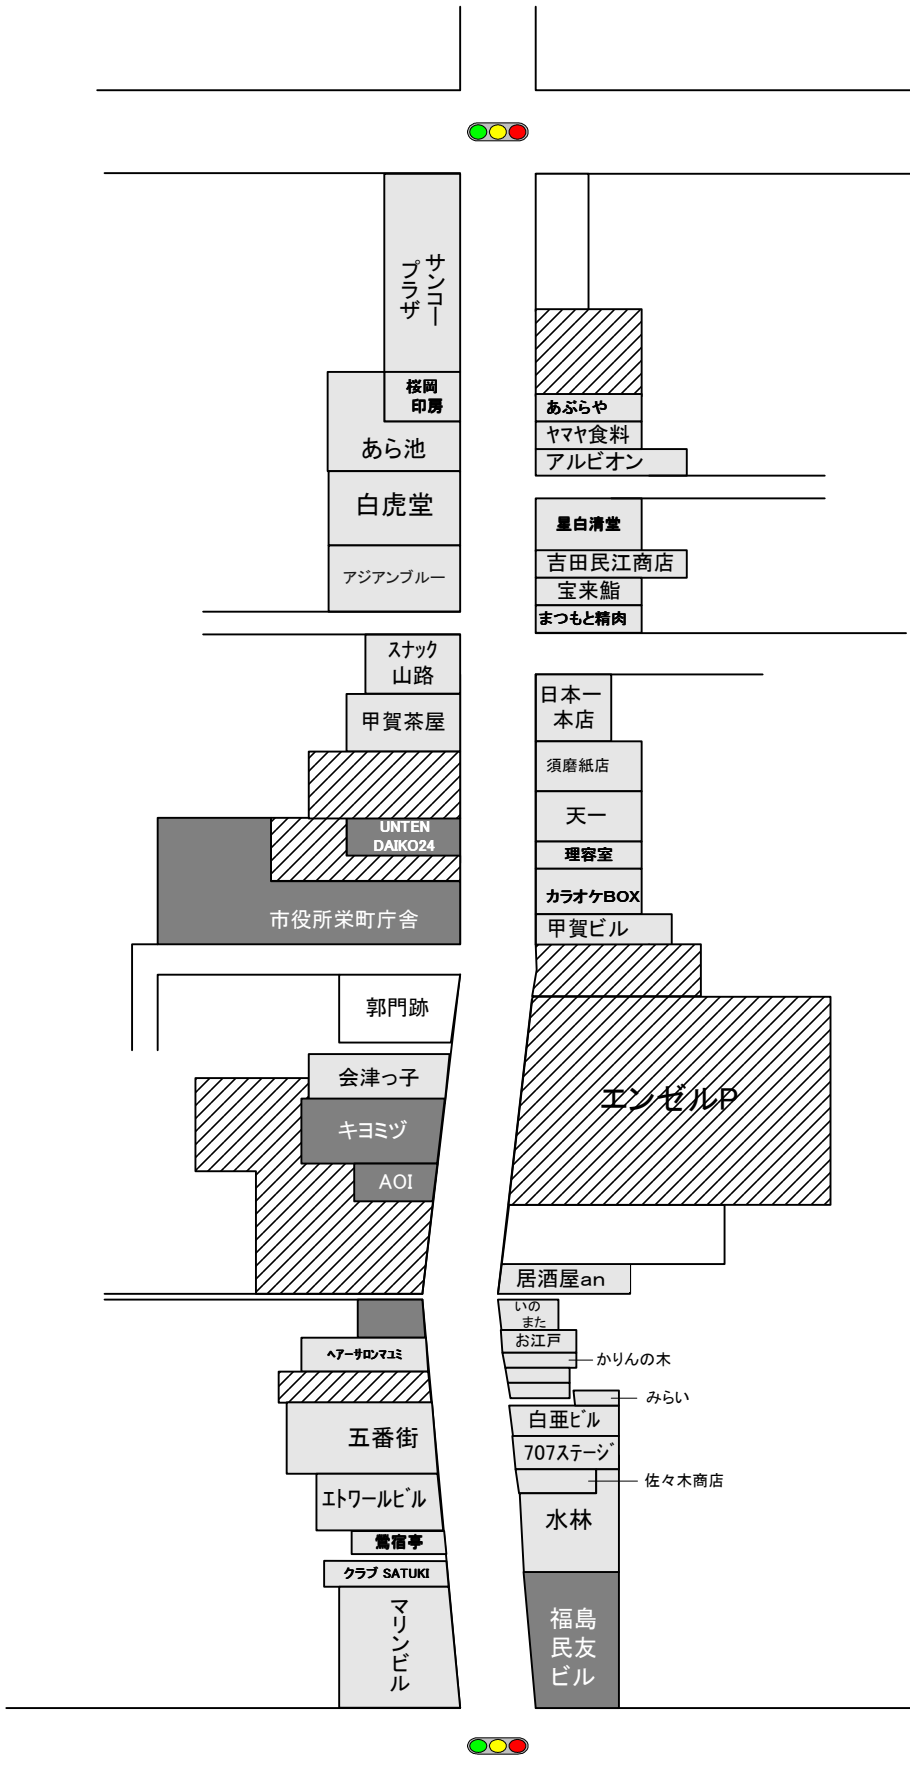 サンコー
プラザ
桜岡
印房
あら池
白虎堂
アジアンブルー
スナック
山路
甲賀茶屋
UNTEN
DAIKO24
市役所栄町庁舎
郭門跡
会津っ子
キヨミヅ
AOI
ヘアーサロンマユミ
五番街
エトワールビル
鶯宿亭
クラブ SATUKI
マリンビル
あぶらや
ヤマヤ食料
アルビオン
星白清堂
吉田民江商店
宝来鮨
まつもと精肉
日本一
本店
須磨紙店
天一
理容室
カラオケBOX
甲賀ビル
エンゼルP
居酒屋an
いの
また
お江戸
かりんの木
みらい
白亜ビル
707ステージ
佐々木商店
水林
福島
民友
ビル